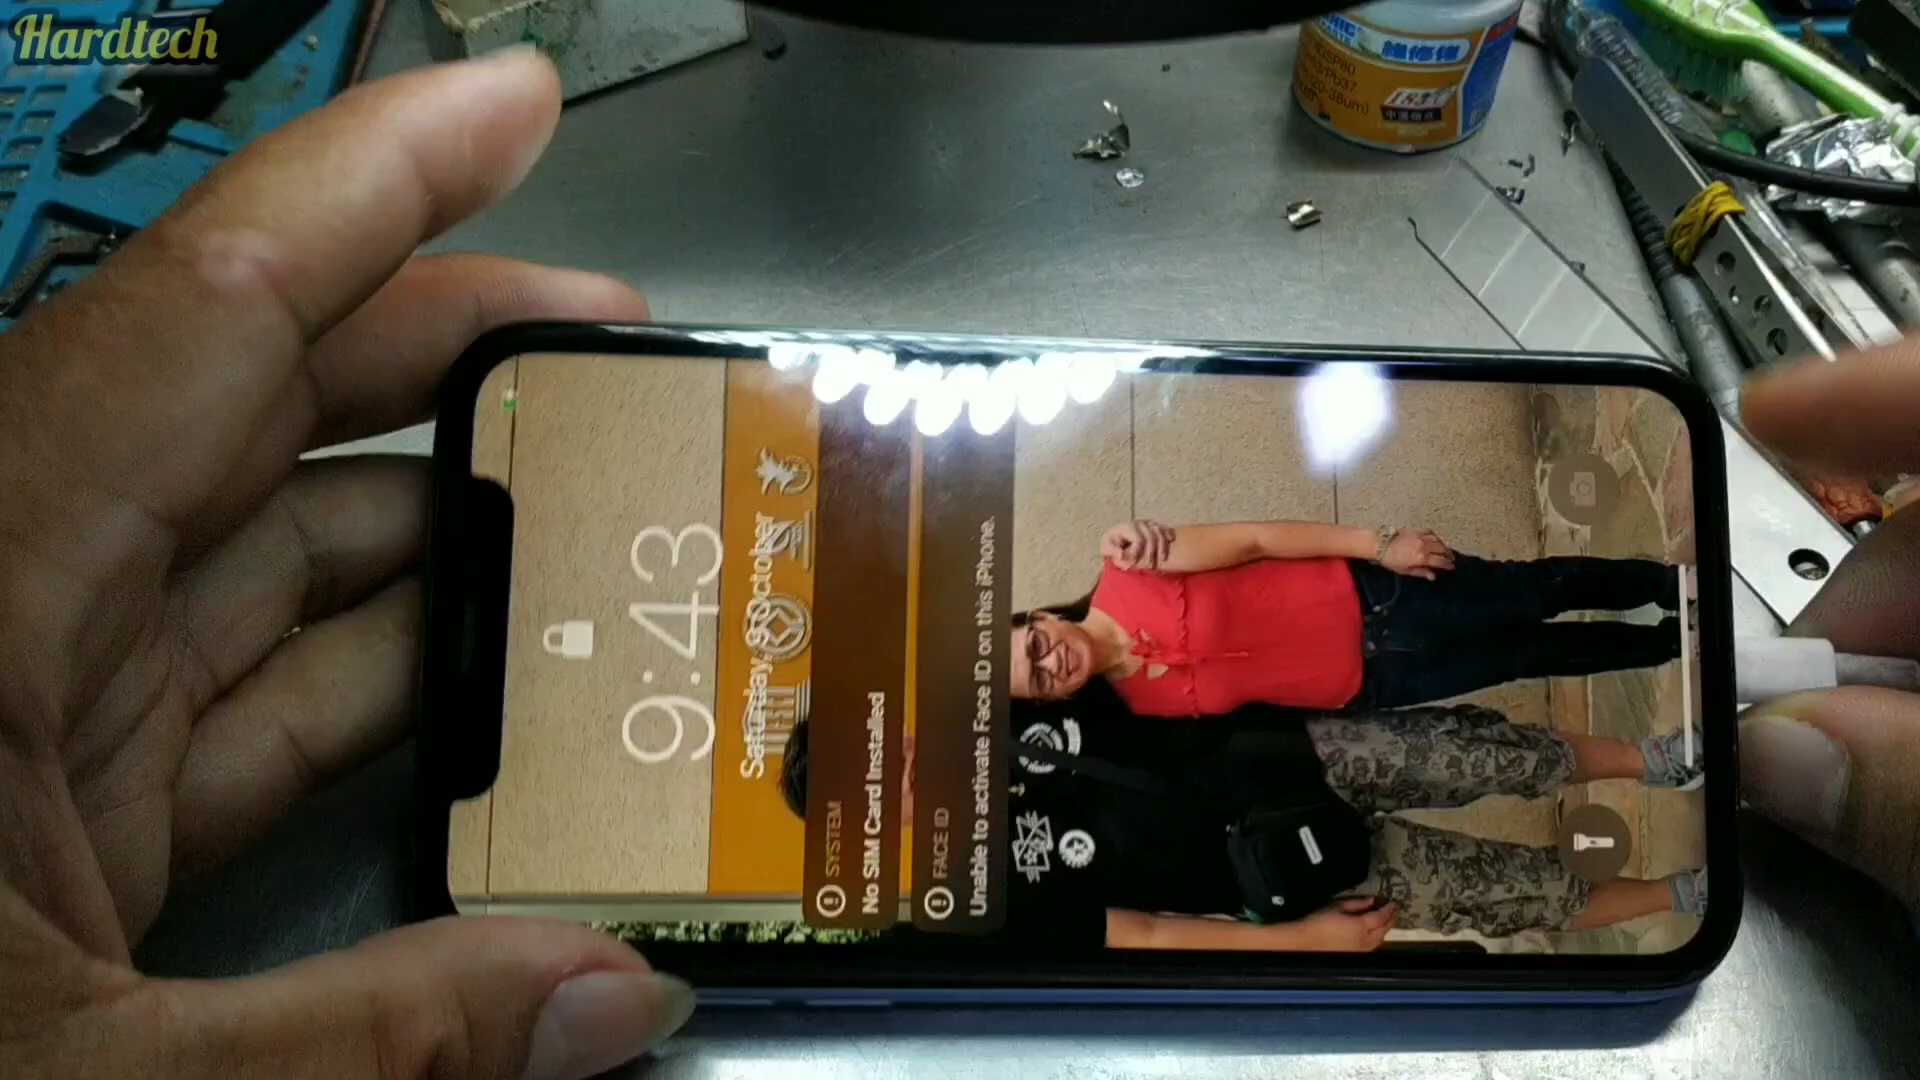 Hardtech
9:43
Saturday 9 October
SYSTEM
No SIM Card Installed
FACE ID
Unable to activate Face ID on this iPhone.
183℃